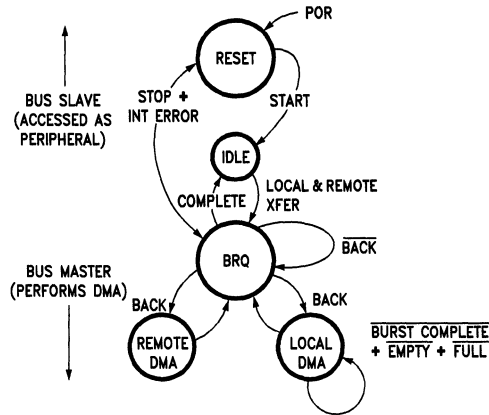 POR
RESET
BUS SLAVE
(ACCESSED AS
PERIPHERAL)
STOP +
INT ERROR
START
IDLE
COMPLETE
LOCAL & REMOTE
XFER
BRQ
BACK
BUS MASTER
(PERFORMS DMA)
BACK
BACK
REMOTE
DMA
LOCAL
DMA
BURST COMPLETE
+ EMPTY + FULL